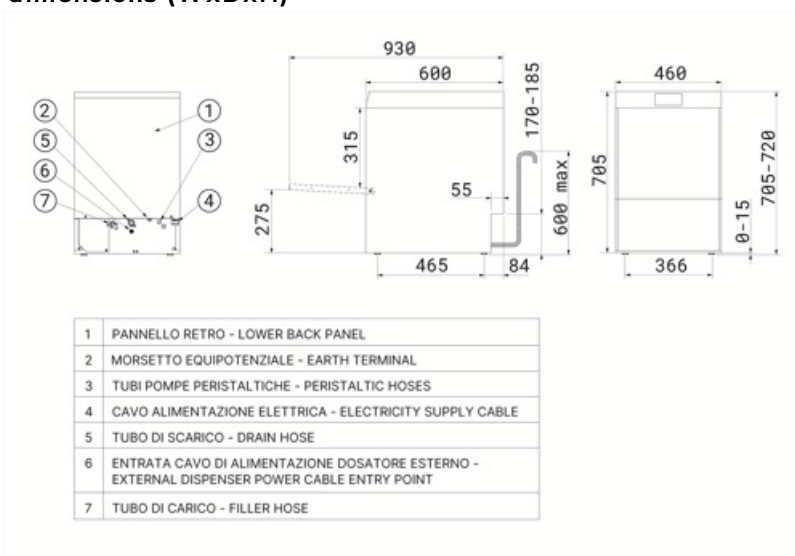 dimensions (WxDxH)
930
600
460
2
1
5
3
6
7
4
170-185
315
55
275
600 max
705
705-720
0-15
465
84
366
1 PANNELLO RETRO - LOWER BACK PANEL
2 MORSETTO EQUIPOTENZIALE - EARTH TERMINAL
3 TUBI POMPE PERISTALTICHE - PERISTALTIC HOSES
4 CAVO ALIMENTAZIONE ELETTRICA - ELECTRICITY SUPPLY CABLE
5 TUBO DI SCARICO - DRAIN HOSE
6 ENTRATA CAVO DI ALIMENTAZIONE DOSATORE ESTERNO -
EXTERNAL DISPENSER POWER CABLE ENTRY POINT
7 TUBO DI CARICO - FILLER HOSE